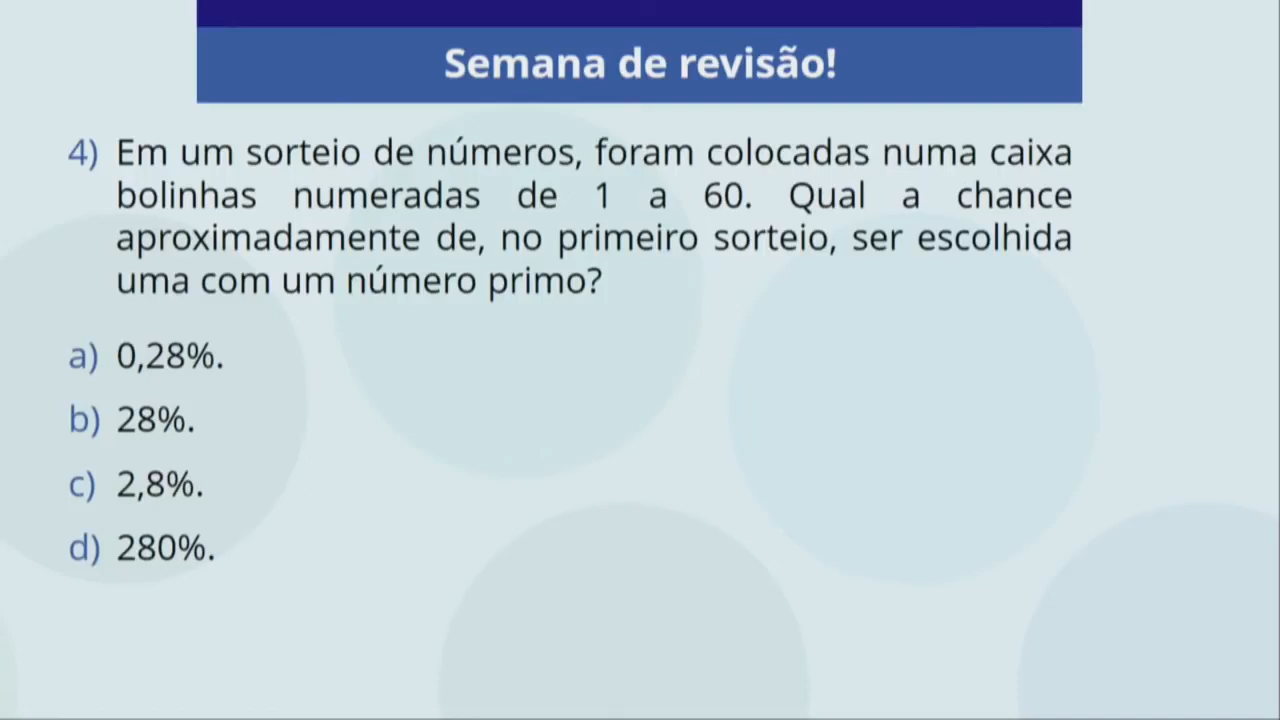 Semana de revisão!
4) Em um sorteio de números, foram colocadas numa caixa
bolinhas numeradas de 1 a 60. Qual a chance
aproximadamente de, no primeiro sorteio, ser escolhida
uma com um número primo?
a) 0,28%.
b) 28%.
c) 2,8%.
d) 280%.